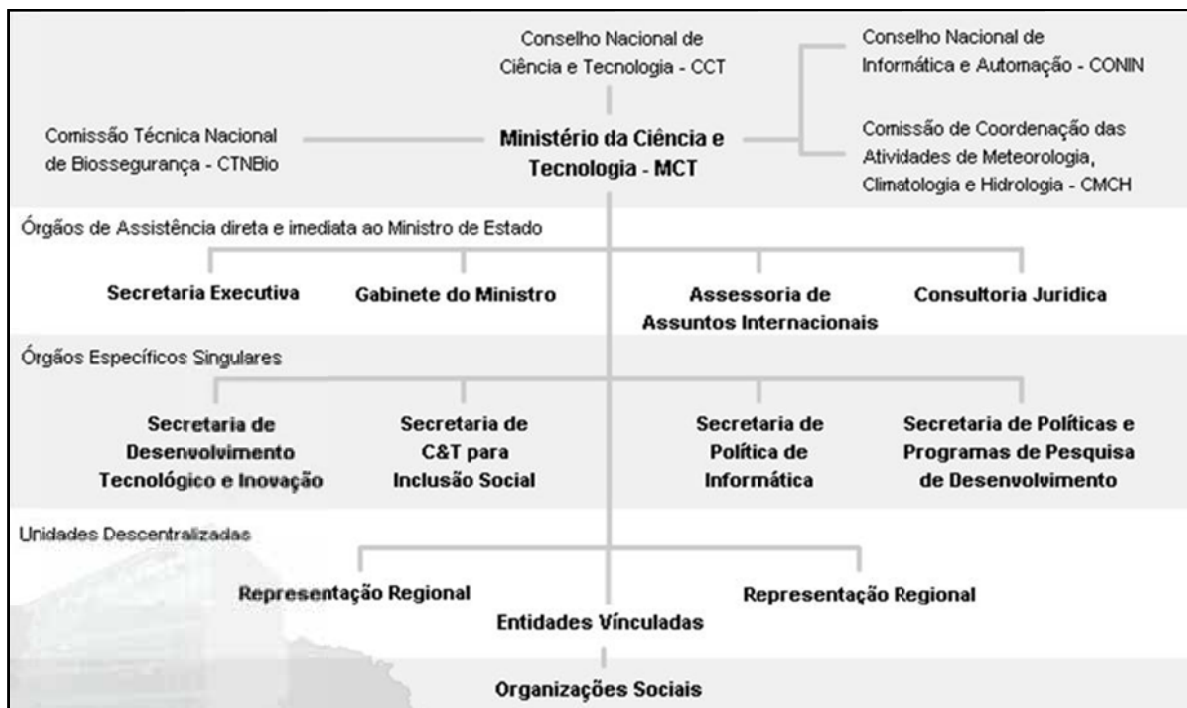 Conselho Nacional de
Ciência e Tecnologia - CCT
Conselho Nacional de
Informática e Automação - CONIN
Comissão Técnica Nacional
de Biossegurança - CTNBio
Ministério da Ciência e
Tecnologia - MCT
Comissão de Coordenação das
Atividades de Meteorologia,
Climatologia e Hidrologia - CMCH
Órgãos de Assistência direta e imediata ao Ministro de Estado
Secretaria Executiva
Gabinete do Ministro
Assessoria de
Assuntos Internacionais
Consultoria Juridica
Órgãos Específicos Singulares
Secretaria de
Desenvolvimento
Tecnológico e Inovação
Secretaria de
C&T para
Inclusão Social
Secretaria de
Política de
Informática
Secretaria de Políticas e
Programas de Pesquisa
de Desenvolvimento
Unidades Descentralizadas
Representação Regional
Representação Regional
Entidades Vínculadas
Organizações Sociais